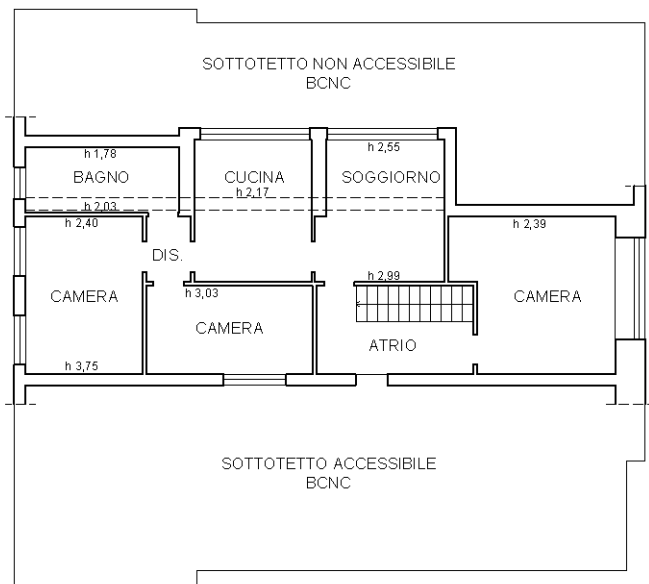 SOTTOTETTO NON ACCESSIBILE
BCNC
h 1,78
BAGNO
h 2,03
CUCINA
h 2,17
h 2,55
SOGGIORNO
h 2,40
h 2,39
DIS.
h 2,99
h 3,03
CAMERA
CAMERA
CAMERA
ATRIO
h 3,75
SOTTOTETTO ACCESSIBILE
BCNC